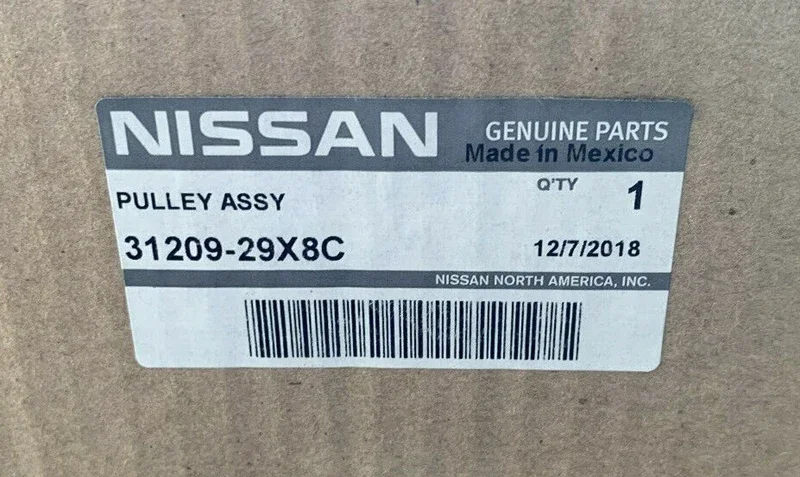 NISSAN GENUINE PARTS
Made in Mexico
PULLEY ASSY Q'TY 1
31209-29X8C 12/7/2018
NISSAN NORTH AMERICA, INC.